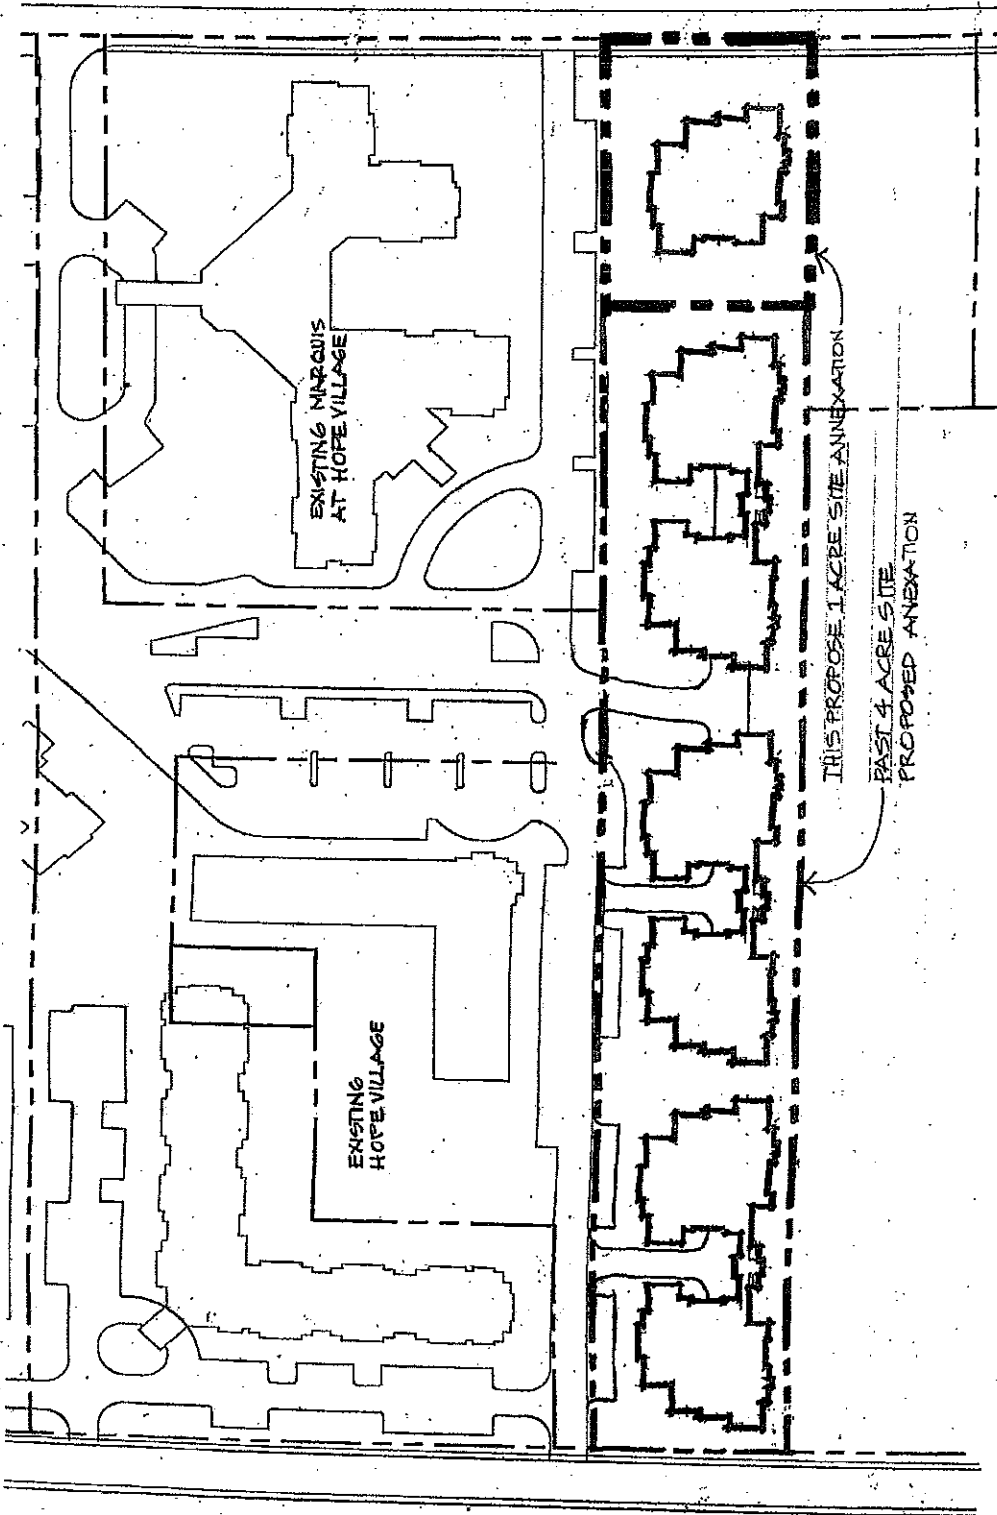 EXISTING MARQUIS
AT HOPE VILLAGE
THIS PROPOSE 1 ACRE SITE ANNEXATION
PAST 4 ACRE SITE
PROPOSED ANEXATION
EXISTING
HOPE VILLAGE